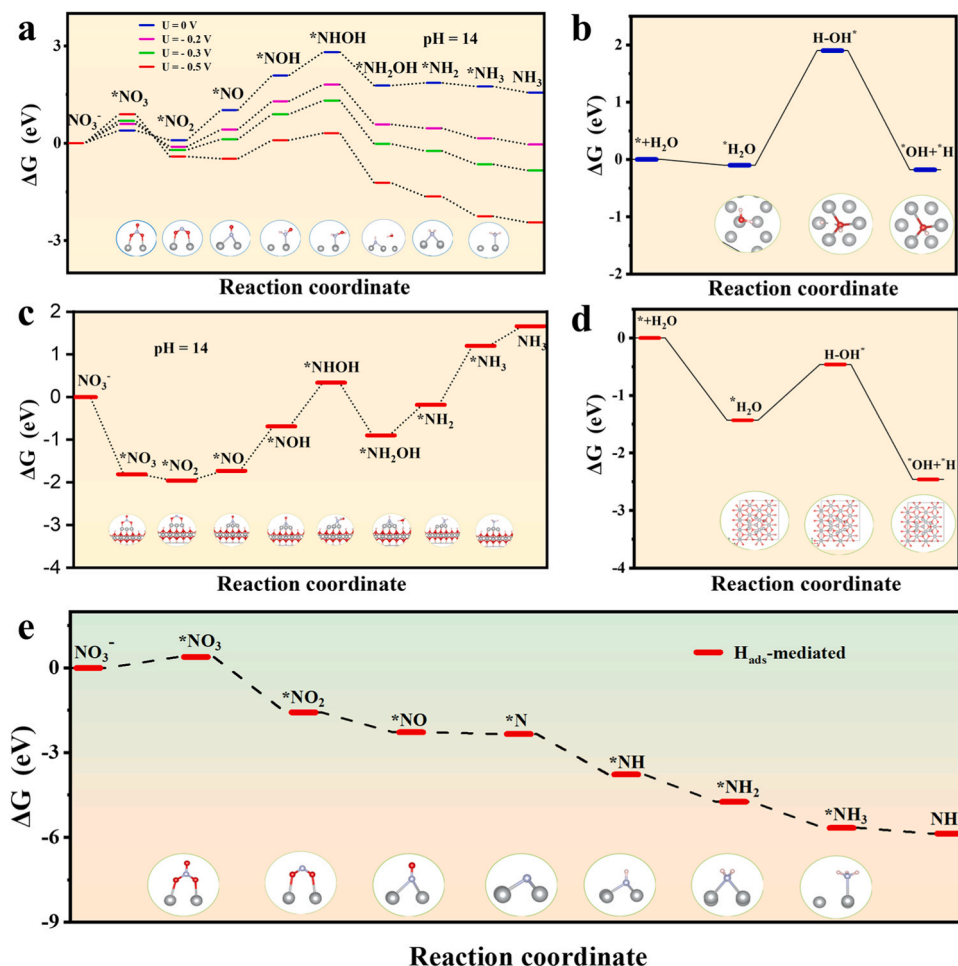 a
U = 0 V
U = - 0.2 V
U = - 0.3 V
U = - 0.5 V
pH = 14
3
0
-3
ΔG (eV)
NO₃⁻
*NO₃
*NO₂
*NO
*NOH
*NHOH
*NH₂OH
*NH₂
*NH₃
NH₃
Reaction coordinate
b
2
1
0
-1
-2
ΔG (eV)
*+H₂O
*H₂O
H-OH*
*OH+*H
Reaction coordinate
c
pH = 14
2
1
0
-1
-2
-3
-4
ΔG (eV)
NO₃⁻
*NO₃
*NO₂
*NO
*NOH
*NHOH
*NH₂OH
*NH₂
*NH₃
NH₃
Reaction coordinate
d
0
-1
-2
-3
-4
ΔG (eV)
*+H₂O
*H₂O
H-OH*
*OH+*H
Reaction coordinate
e
H_ads-mediated
0
-3
-6
-9
ΔG (eV)
NO₃⁻
*NO₃
*NO₂
*NO
*N
*NH
*NH₂
*NH₃
NH
Reaction coordinate